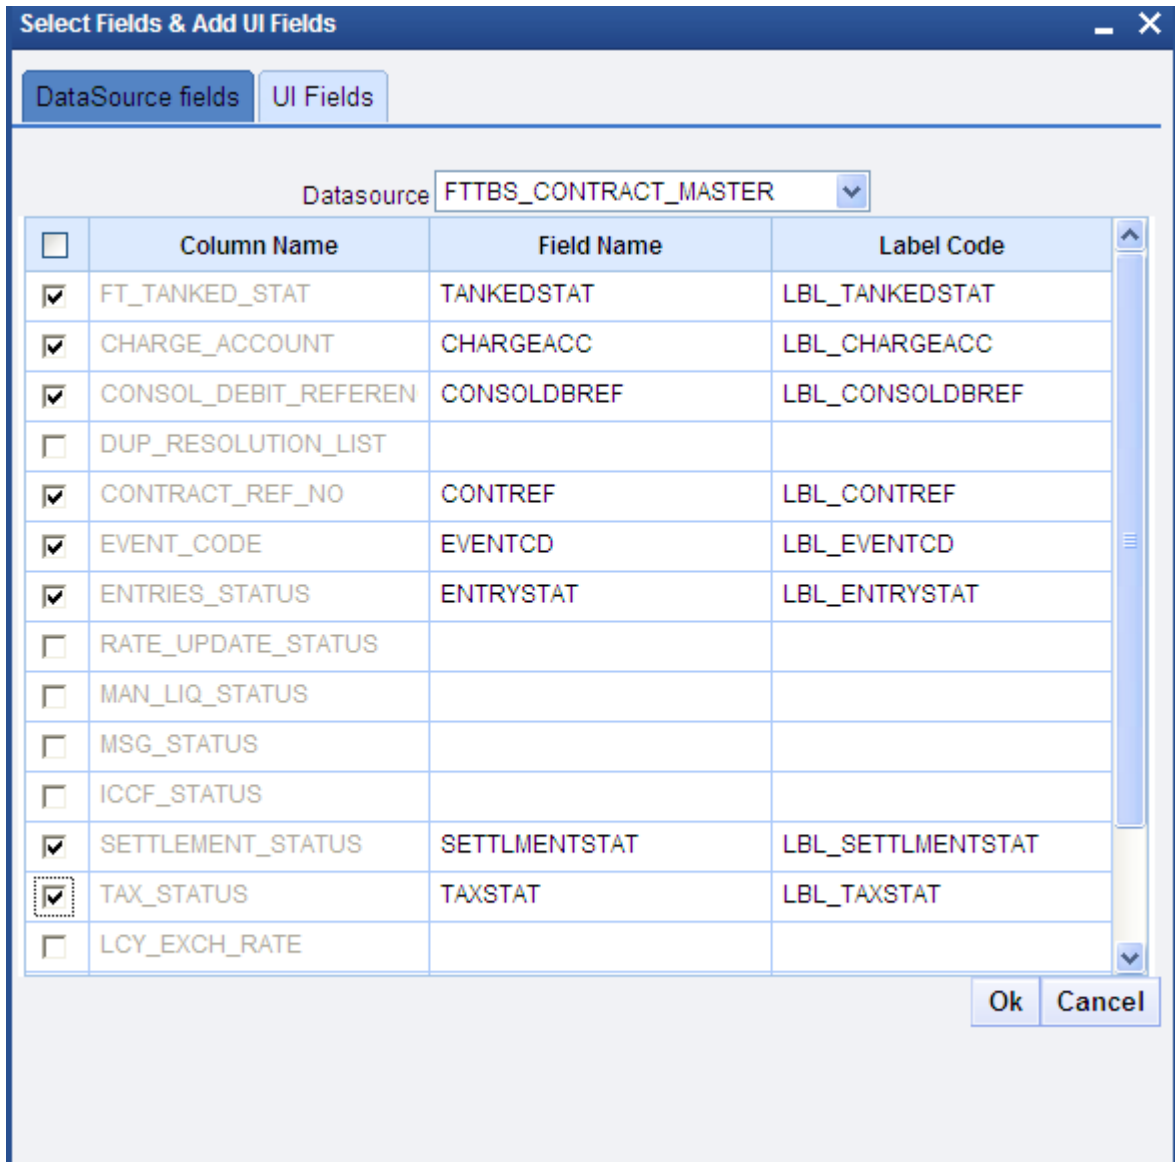 Select Fields & Add UI Fields
DataSource fields UI Fields
Datasource FTTBS_CONTRACT_MASTER
Column Name Field Name Label Code
FT_TANKED_STAT TANKEDSTAT LBL_TANKEDSTAT
CHARGE_ACCOUNT CHARGEACC LBL_CHARGEACC
CONSOL_DEBIT_REFEREN CONSOLDBREF LBL_CONSOLDBREF
DUP_RESOLUTION_LIST
CONTRACT_REF_NO CONTREF LBL_CONTREF
EVENT_CODE EVENTCD LBL_EVENTCD
ENTRIES_STATUS ENTRYSTAT LBL_ENTRYSTAT
RATE_UPDATE_STATUS
MAN_LIQ_STATUS
MSG_STATUS
ICCF_STATUS
SETTLEMENT_STATUS SETTLMENTSTAT LBL_SETTLMENTSTAT
TAX_STATUS TAXSTAT LBL_TAXSTAT
LCY_EXCH_RATE
Ok Cancel